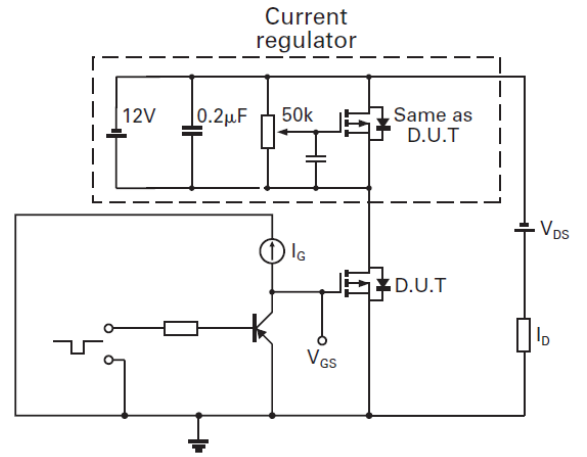 Current
regulator
12V
0.2µF
50k
Same as
D.U.T
I_G
V_DS
D.U.T
V_GS
I_D